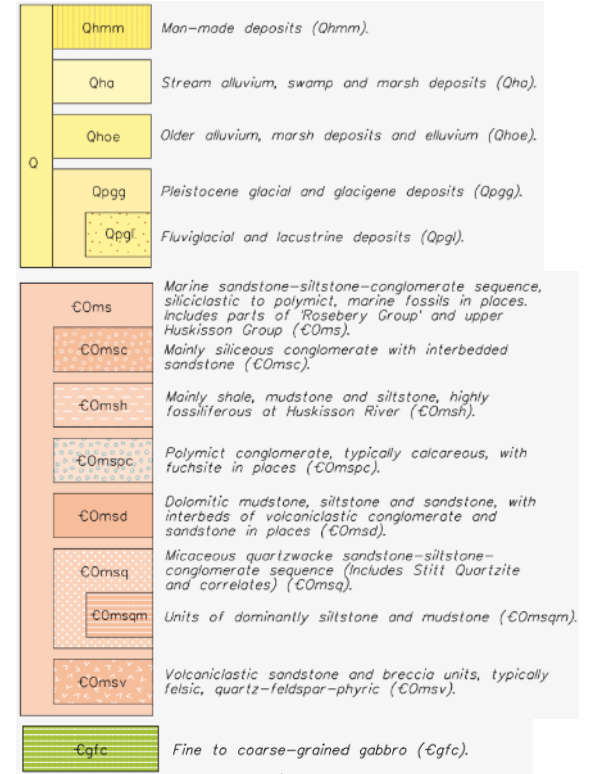 Q
Qhmm Man-made deposits (Qhmm).
Qha Stream alluvium, swamp and marsh deposits (Qha).
Qhoe Older alluvium, marsh deposits and elluvium (Qhoe).
Qpgg Pleistocene glacial and glacigene deposits (Qpgg).
Qpgl Fluviglacial and lacustrine deposits (Qpgl).
€Oms Marine sandstone-siltstone-conglomerate sequence,
siliciclastic to polymict, marine fossils in places.
Includes parts of 'Rosebery Group' and upper
Huskisson Group (€Oms).
€Omsc Mainly siliceous conglomerate with interbedded
sandstone (€Omsc).
€Omsh Mainly shale, mudstone and siltstone, highly
fossiliferous at Huskisson River (€Omsh).
€Omspc Polymict conglomerate, typically calcareous, with
fuchsite in places (€Omspc).
€Omsd Dolomitic mudstone, siltstone and sandstone, with
interbeds of volcaniclastic conglomerate and
sandstone in places (€Omsd).
€Omsq Micaceous quartzwacke sandstone-siltstone-
conglomerate sequence (Includes Stitt Quartzite
and correlates) (€Omsq).
€Omsqm Units of dominantly siltstone and mudstone (€Omsqm).
€Omsv Volcaniclastic sandstone and breccia units, typically
felsic, quartz-feldspar-phyric (€Omsv).
€gfc Fine to coarse-grained gabbro (€gfc).